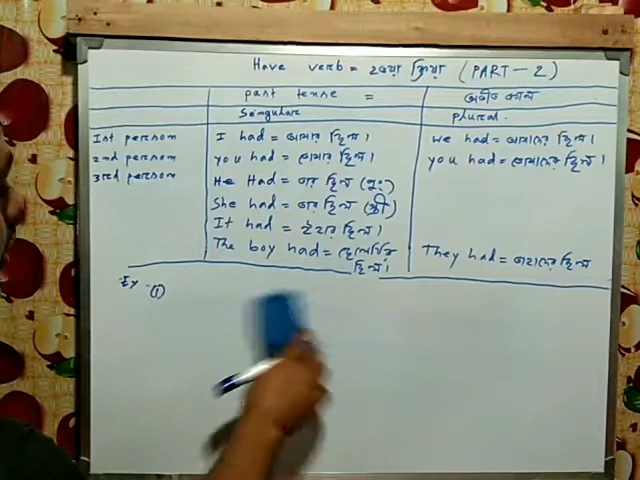 Have verb = হওয়া ক্রিয়া (PART-2)
past tense = অতীত কাল
Singulare plural.
1st person I had = আমার ছিল। we had = আমাদের ছিল।
2nd person you had = তোমার ছিল। you had = তোমাদের ছিল।
3rd person He Had = তার ছিল (পুঃ)
She had = তার ছিল (স্ত্রী)
It had = ইহার ছিল।
The boy had = ছেলেটির ছিল। They had = তাহাদের ছিল
Ex - (1)